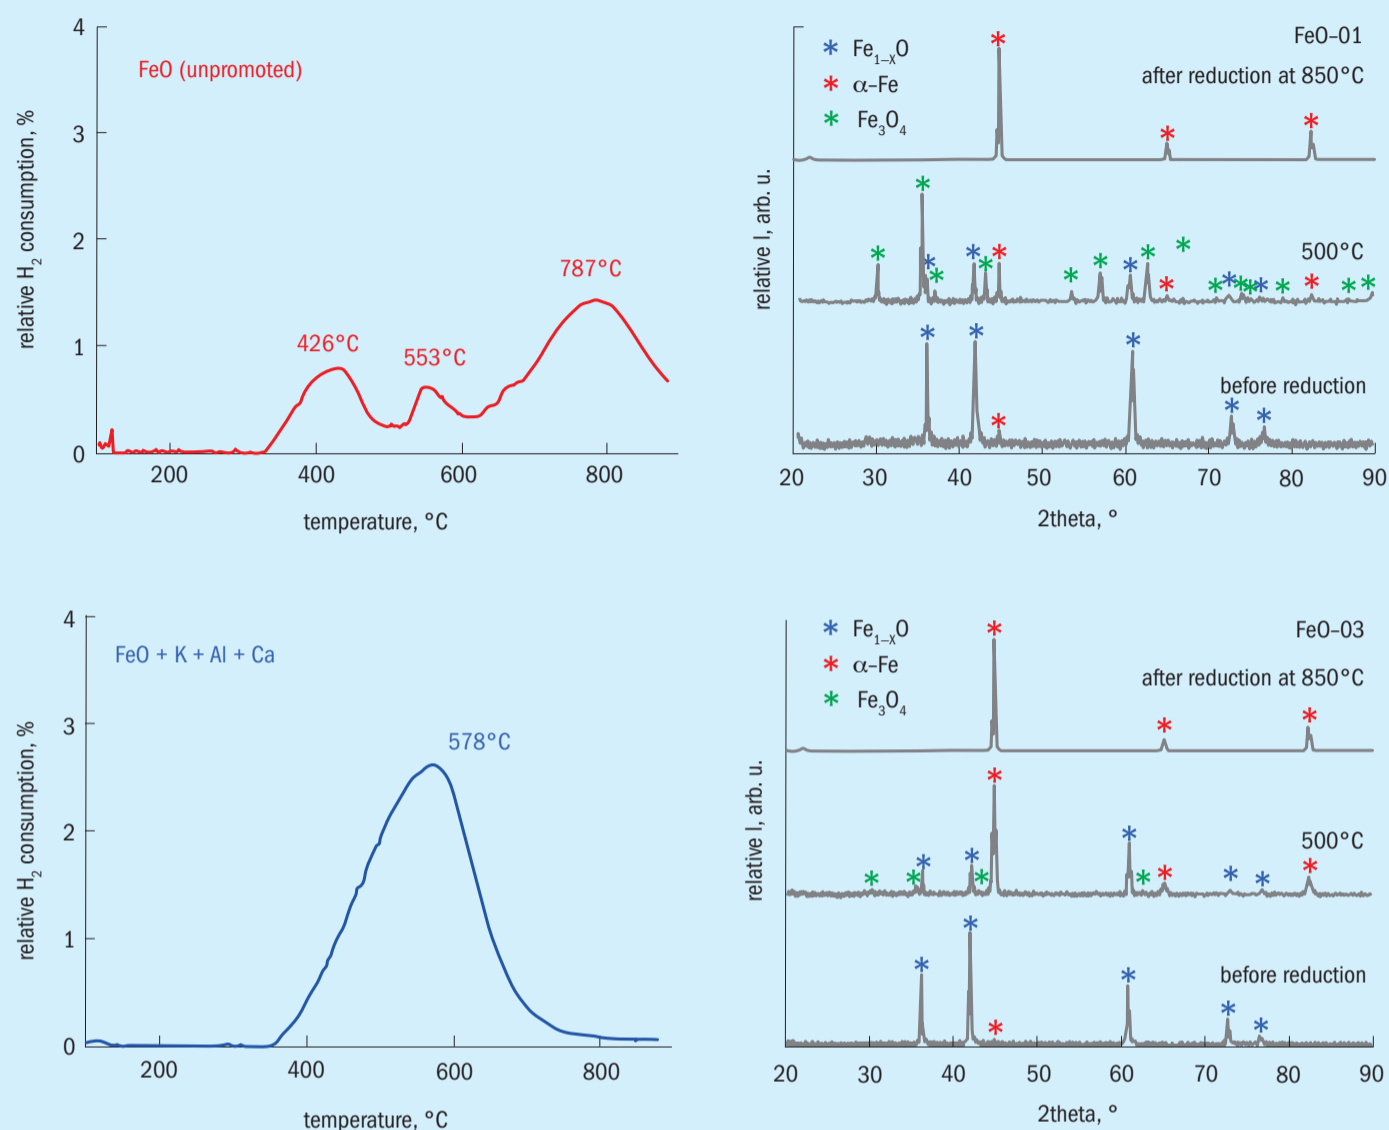 4
3
2
1
0
relative H₂ consumption, %
FeO (unpromoted)
426°C
553°C
787°C
200
400
600
800
temperature, °C
* Fe₁₋ₓO
* α–Fe
* Fe₃O₄
FeO–01
after reduction at 850°C
500°C
before reduction
relative I, arb. u.
20
30
40
50
60
70
80
90
2theta, °
4
3
2
1
0
relative H₂ consumption, %
FeO + K + Al + Ca
578°C
200
400
600
800
temperature, °C
* Fe₁₋ₓO
* α–Fe
* Fe₃O₄
FeO–03
after reduction at 850°C
500°C
before reduction
relative I, arb. u.
20
30
40
50
60
70
80
90
2theta, °